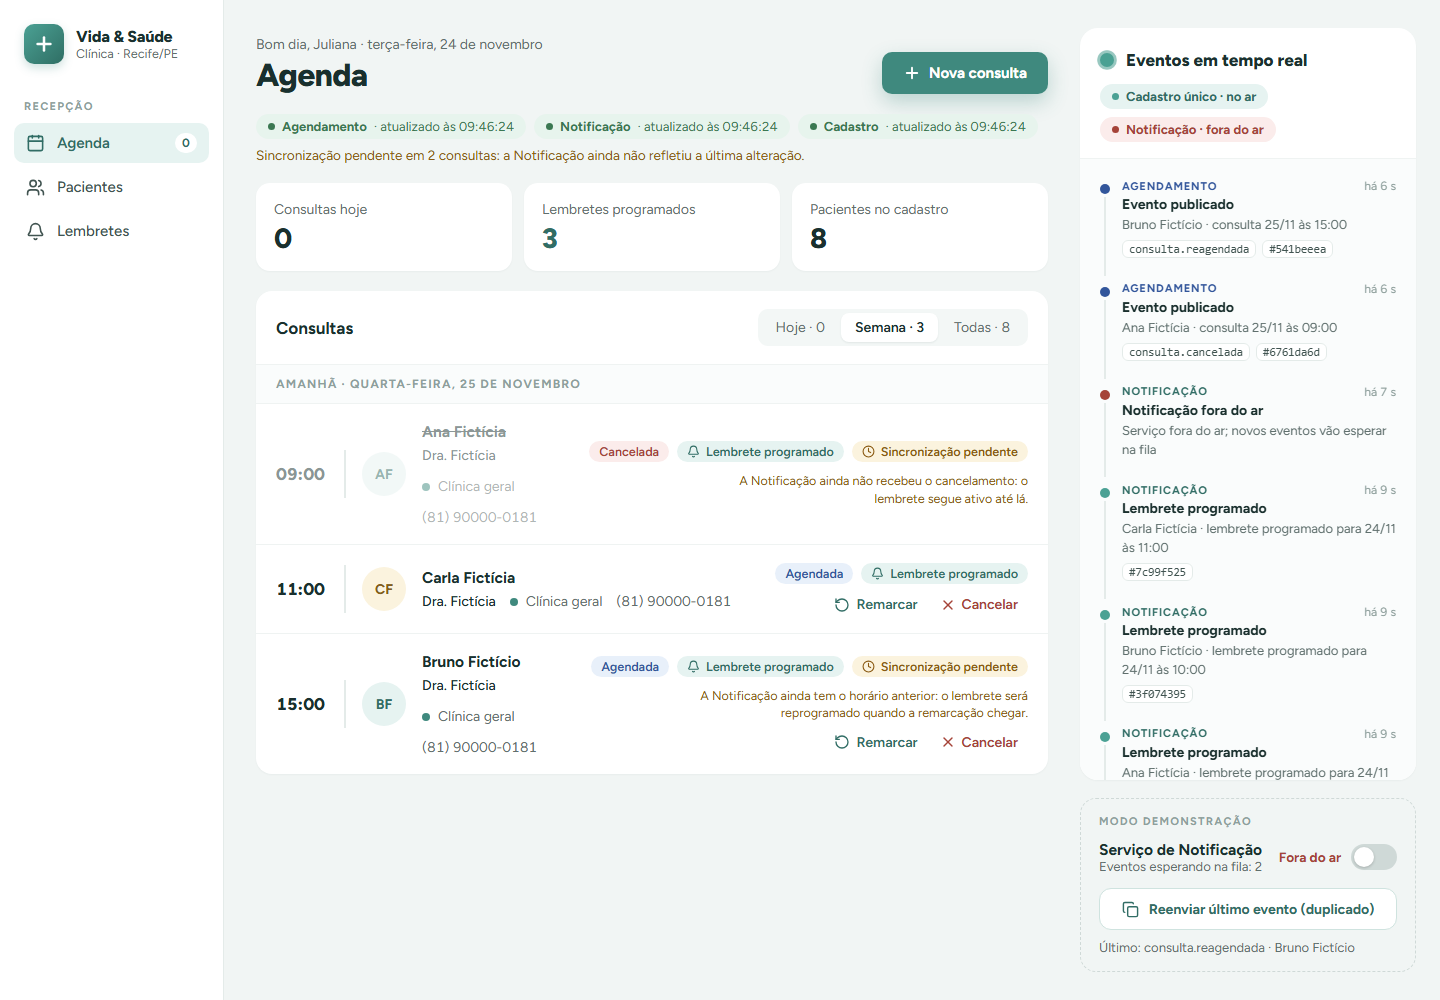 Vida & Saúde
Clínica · Recife/PE
RECEPÇÃO
Agenda 0
Pacientes
Lembretes
Bom dia, Juliana · terça-feira, 24 de novembro
Agenda
Nova consulta
Agendamento · atualizado às 09:46:24
Notificação · atualizado às 09:46:24
Cadastro · atualizado às 09:46:24
Sincronização pendente em 2 consultas: a Notificação ainda não refletiu a última alteração.
Consultas hoje
0
Lembretes programados
3
Pacientes no cadastro
8
Consultas
Hoje · 0
Semana · 3
Todas · 8
AMANHÃ · QUARTA-FEIRA, 25 DE NOVEMBRO
09:00
AF
Ana Fictícia
Dra. Fictícia
Clínica geral
(81) 90000-0181
Cancelada
Lembrete programado
Sincronização pendente
A Notificação ainda não recebeu o cancelamento: o
lembrete segue ativo até lá.
11:00
CF
Carla Fictícia
Dra. Fictícia
Clínica geral
(81) 90000-0181
Agendada
Lembrete programado
Remarcar
Cancelar
15:00
BF
Bruno Fictício
Dra. Fictícia
Clínica geral
(81) 90000-0181
Agendada
Lembrete programado
Sincronização pendente
A Notificação ainda tem o horário anterior: o lembrete será
reprogramado quando a remarcação chegar.
Remarcar
Cancelar
Eventos em tempo real
Cadastro único · no ar
Notificação · fora do ar
AGENDAMENTO há 6 s
Evento publicado
Bruno Fictício · consulta 25/11 às 15:00
consulta.reagendada #541beeea
AGENDAMENTO há 6 s
Evento publicado
Ana Fictícia · consulta 25/11 às 09:00
consulta.cancelada #6761da6d
NOTIFICAÇÃO há 7 s
Notificação fora do ar
Serviço fora do ar; novos eventos vão esperar
na fila
NOTIFICAÇÃO há 9 s
Lembrete programado
Carla Fictícia · lembrete programado para 24/11
às 11:00
#7c99f525
NOTIFICAÇÃO há 9 s
Lembrete programado
Bruno Fictício · lembrete programado para
24/11 às 10:00
#3f074395
NOTIFICAÇÃO há 9 s
Lembrete programado
Ana Fictícia · lembrete programado para 24/11
MODO DEMONSTRAÇÃO
Serviço de Notificação
Eventos esperando na fila: 2
Fora do ar
Reenviar último evento (duplicado)
Último: consulta.reagendada · Bruno Fictício